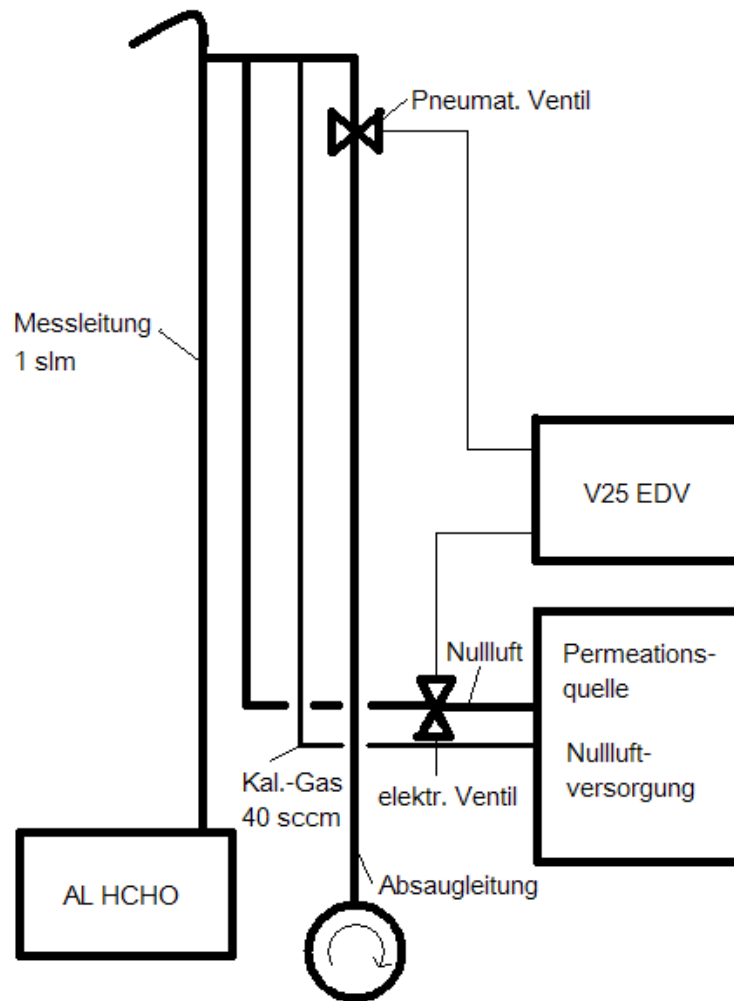 Pneumat. Ventil
Messleitung
1 slm
V25 EDV
Nullluft
Permeations-
quelle
Nullluft-
versorgung
Kal.-Gas
40 sccm
elektr. Ventil
AL HCHO
Absaugleitung